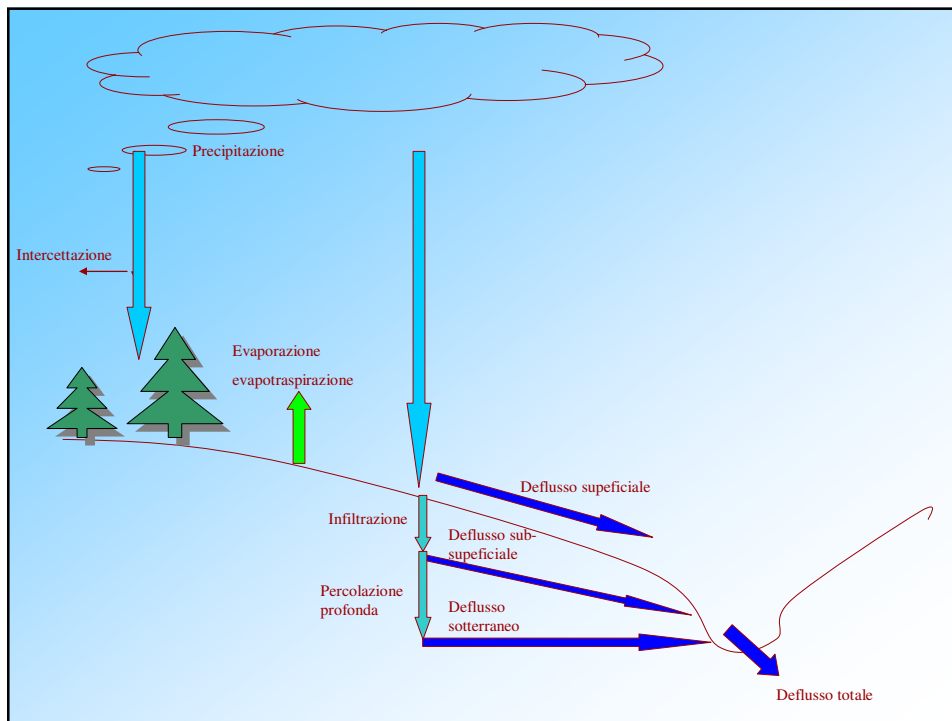 Precipitazione
Intercettazione
Evaporazione
evapotraspirazione
Deflusso supeficiale
Infiltrazione
Deflusso sub-
supeficiale
Percolazione
profonda
Deflusso
sotterraneo
Deflusso totale